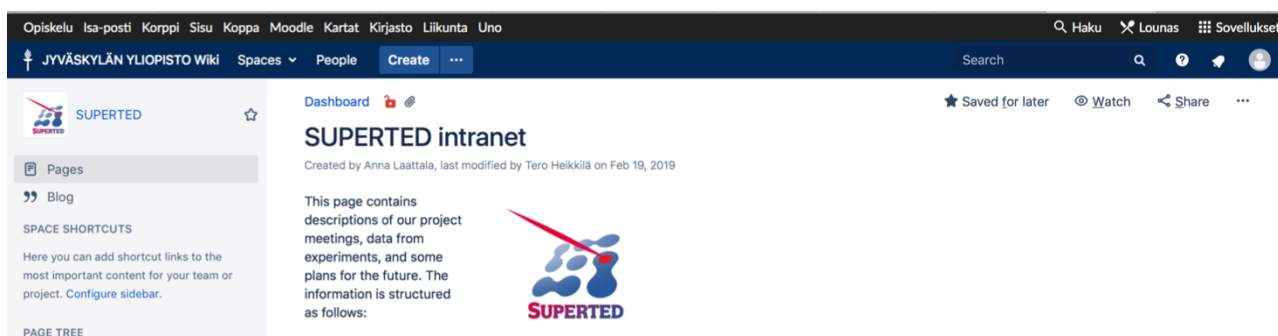 Opiskelu Isa-posti Korppi Sisu Koppa Moodle Kartat Kirjasto Liikunta Uno Haku Lounas Sovellukset
JYVÄSKYLÄN YLIOPISTO Wiki Spaces People Create ... Search
SUPERTED
SUPERTED
Pages
Blog
SPACE SHORTCUTS
Here you can add shortcut links to the
most important content for your team or
project. Configure sidebar.
PAGE TREE
Dashboard Saved for later Watch Share ...
SUPERTED intranet
Created by Anna Laattala, last modified by Tero Heikkilä on Feb 19, 2019
This page contains
descriptions of our project
meetings, data from
experiments, and some
plans for the future. The
information is structured
as follows:
SUPERTED